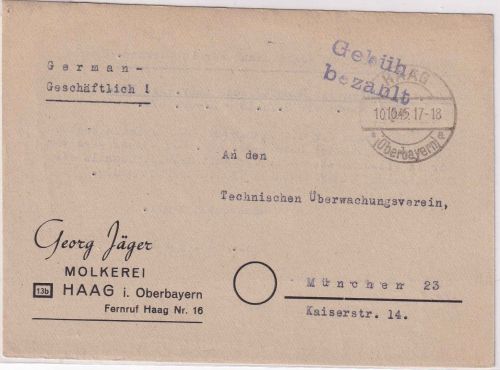 German-
Geschäftlich !
Gebühr
bezahlt
HAAG
10.10.45.17-18
(Oberbayern)
An den
Technischen Überwachungsverein,
Georg Jäger
MOLKEREI
13b HAAG i. Oberbayern
Fernruf Haag Nr. 16
München 23
Kaiserstr. 14.